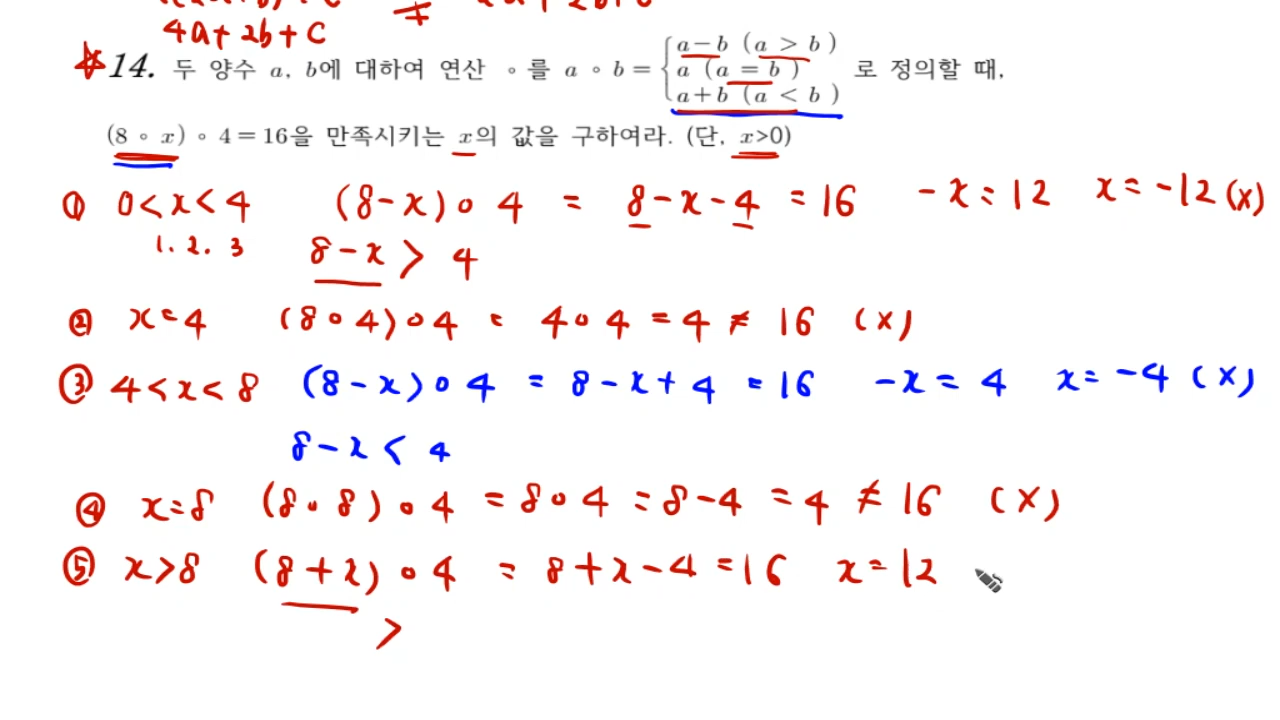 4a + 2b + C
14. 두 양수 a, b에 대하여 연산 ∘ 를 a ∘ b = { a - b ( a > b ) / a ( a = b ) / a + b ( a < b ) 로 정의할 때,
(8 ∘ x) ∘ 4 = 16을 만족시키는 x의 값을 구하여라. (단, x>0)
① 0 < x < 4 (8 - x) ∘ 4 = 8 - x - 4 = 16 - x = 12 x = -12 (x)
1. 2. 3 8 - x > 4
② x = 4 (8 ∘ 4) ∘ 4 = 4 ∘ 4 = 4 ≠ 16 (x)
③ 4 < x < 8 (8 - x) ∘ 4 = 8 - x + 4 = 16 - x = 4 x = -4 (x)
8 - x < 4
④ x = 8 (8 ∘ 8) ∘ 4 = 8 ∘ 4 = 8 - 4 = 4 ≠ 16 (x)
⑤ x > 8 (8 + x) ∘ 4 = 8 + x - 4 = 16 x = 12
>